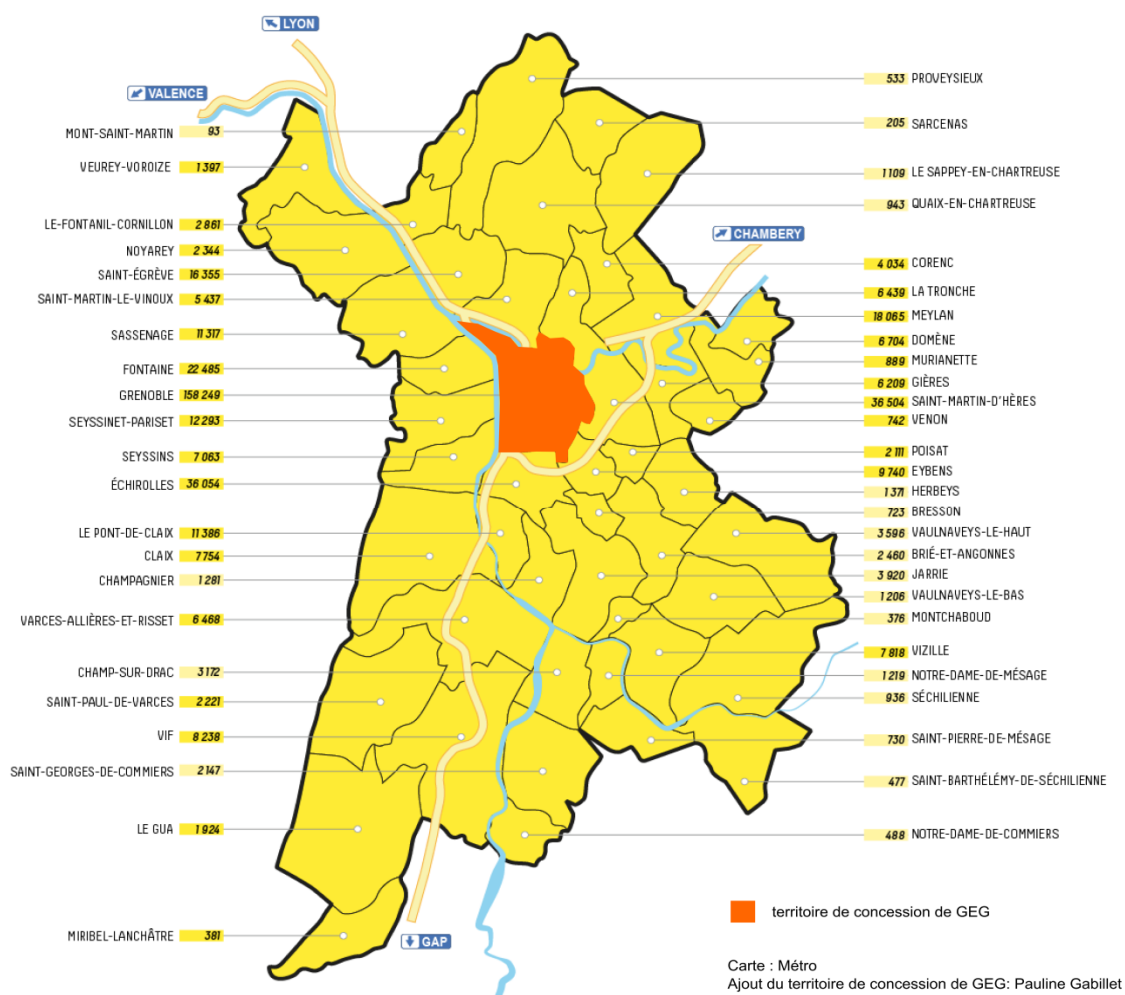 LYON
VALENCE
MONT-SAINT-MARTIN 93
VEUREY-VOROIZE 1 397
LE-FONTANIL-CORNILLON 2 861
NOYAREY 2 344
SAINT-ÉGRÈVE 16 355
SAINT-MARTIN-LE-VINOUX 5 437
SASSENAGE 11 317
FONTAINE 22 485
GRENOBLE 158 249
SEYSSINET-PARISET 12 293
SEYSSINS 7 063
ÉCHIROLLES 36 054
LE PONT-DE-CLAIX 11 386
CLAIX 7 754
CHAMPAGNIER 1 281
VARCES-ALLIÈRES-ET-RISSET 6 468
CHAMP-SUR-DRAC 3 172
SAINT-PAUL-DE-VARCES 2 221
VIF 8 238
SAINT-GEORGES-DE-COMMIERS 2 147
LE GUA 1 924
MIRIBEL-LANCHÂTRE 381
533 PROVEYSIEUX
205 SARCENAS
1 109 LE SAPPEY-EN-CHARTREUSE
943 QUAIX-EN-CHARTREUSE
CHAMBERY
4 034 CORENC
6 439 LA TRONCHE
18 065 MEYLAN
6 704 DOMÈNE
889 MURIANETTE
6 209 GIÈRES
36 504 SAINT-MARTIN-D'HÈRES
742 VENON
2 111 POISAT
9 740 EYBENS
1 371 HERBEYS
723 BRESSON
3 596 VAULNAVEYS-LE-HAUT
2 460 BRIÉ-ET-ANGONNES
3 920 JARRIE
1 206 VAULNAVEYS-LE-BAS
376 MONTCHABOUD
7 818 VIZILLE
1 219 NOTRE-DAME-DE-MÉSAGE
936 SÉCHILIENNE
730 SAINT-PIERRE-DE-MÉSAGE
477 SAINT-BARTHÉLÉMY-DE-SÉCHILIENNE
488 NOTRE-DAME-DE-COMMIERS
GAP
territoire de concession de GEG
Carte : Métro
Ajout du territoire de concession de GEG: Pauline Gabillet